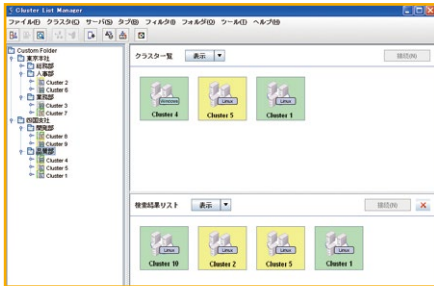 Cluster List Manager
ファイル(F) クラスタ(C) サーバ(S) タブ(B) フィルタ(I) フォルダ(O) ツール(T) ヘルプ(H)
Custom Folder
東京本社
総務部
人事部
Cluster 2
Cluster 6
業務部
Cluster 3
Cluster 7
四国支社
開発部
Cluster 8
Cluster 9
Cluster 4
Cluster 5
Cluster 1
クラスター覧 表示 接続(N)
Windows Linux Linux
Cluster 4 Cluster 5 Cluster 1
検索結果リスト 表示 接続(N)
Linux Linux Linux Linux
Cluster 10 Cluster 2 Cluster 5 Cluster 1